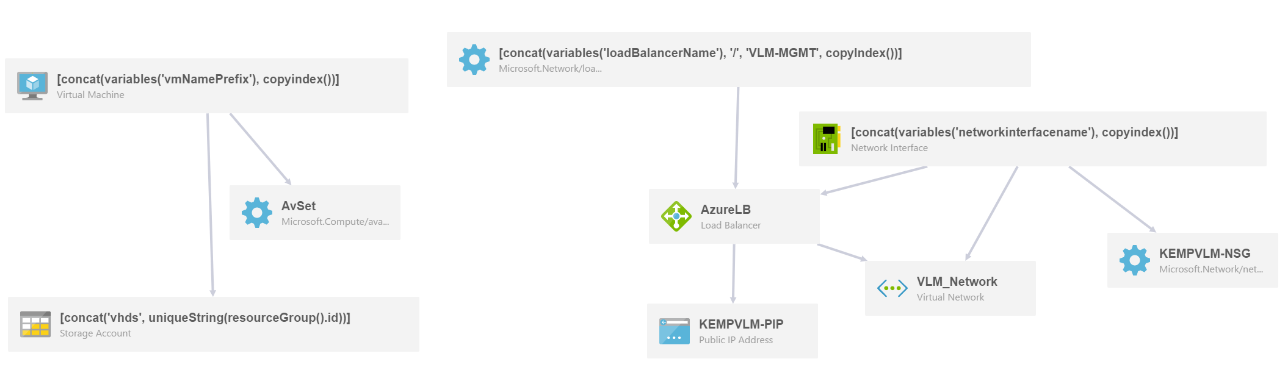 [concat(variables('vmNamePrefix'), copyindex())]
Virtual Machine
AvSet
Microsoft.Compute/ava...
[concat('vhds', uniqueString(resourceGroup().id))]
Storage Account
[concat(variables('loadBalancerName'), '/', 'VLM-MGMT', copyIndex())]
Microsoft.Network/loa...
[concat(variables('networkinterfacename'), copyindex())]
Network Interface
AzureLB
Load Balancer
KEMPVLM-NSG
Microsoft.Network/net...
VLM_Network
Virtual Network
KEMPVLM-PIP
Public IP Address